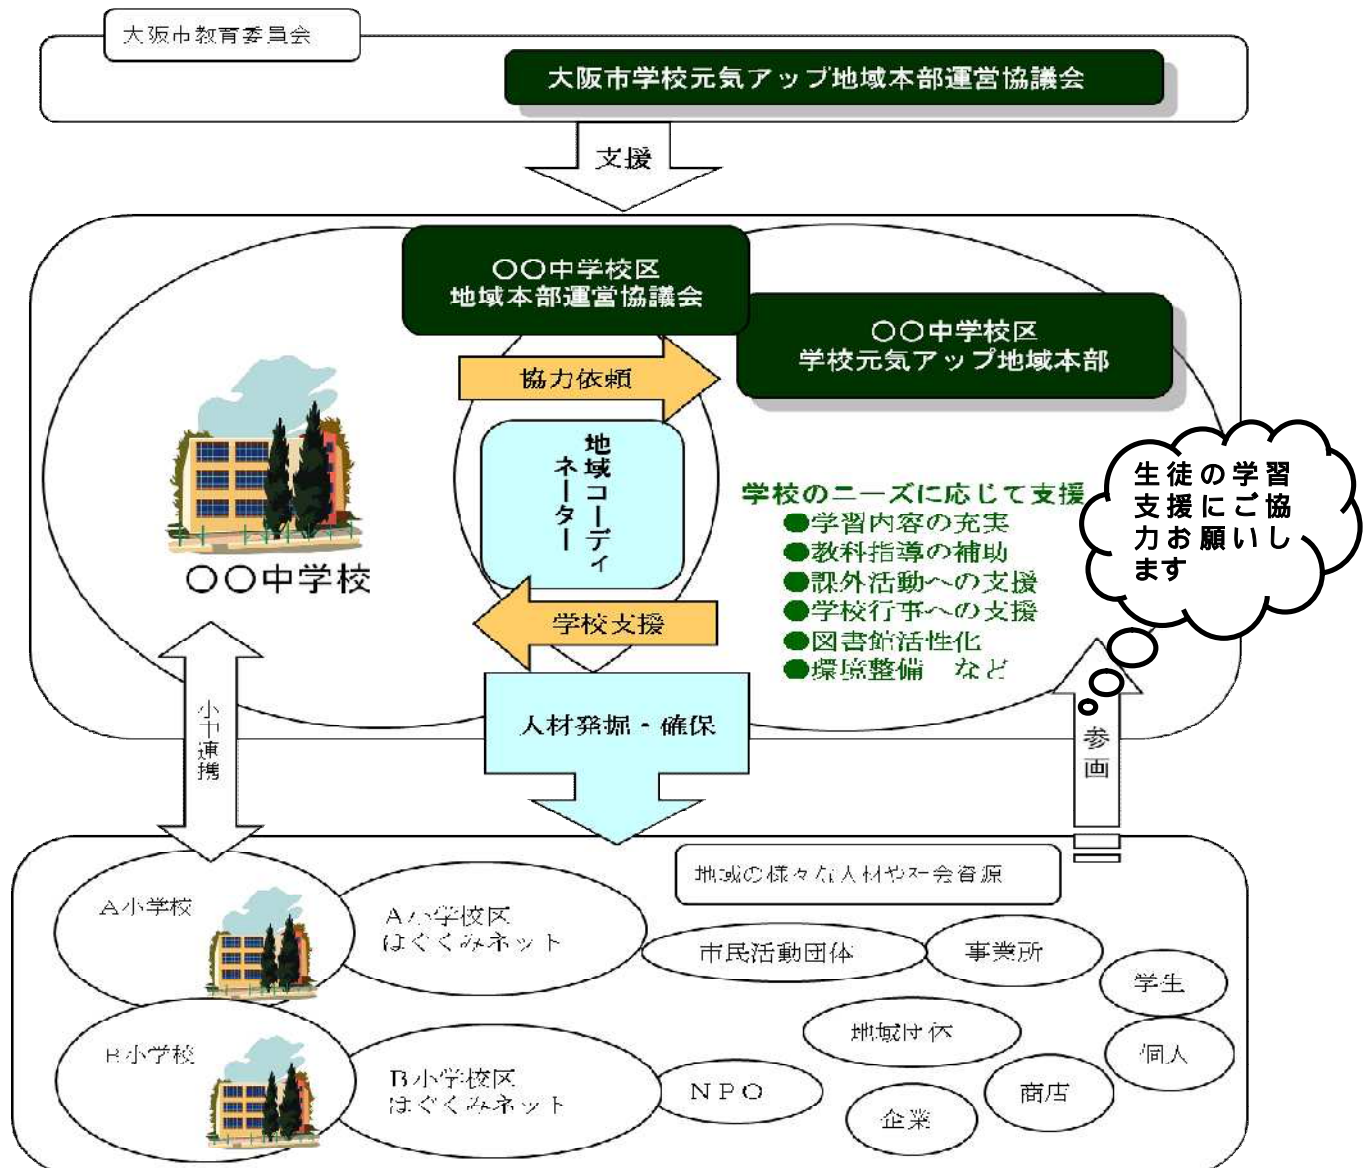 大阪市教育委員会
大阪市学校元気アップ地域本部運営協議会
支援
〇〇中学校区
地域本部運営協議会
〇〇中学校区
学校元気アップ地域本部
協力依頼
地域コーディ
ネーター
〇〇中学校
学校のニーズに応じて支援
●学習内容の充実
●教科指導の補助
●課外活動への支援
●学校行事への支援
●図書館活性化
●環境整備　など
生徒の学習
支援にご協
力お願いし
ます
学校支援
人材発掘・確保
小中連携
参画
地域の様々な人材や社会資源
A小学校
A小学校区
はぐくみネット
市民活動団体
事業所
学生
地域団体
個人
B小学校
B小学校区
はぐくみネット
NPO
商店
企業